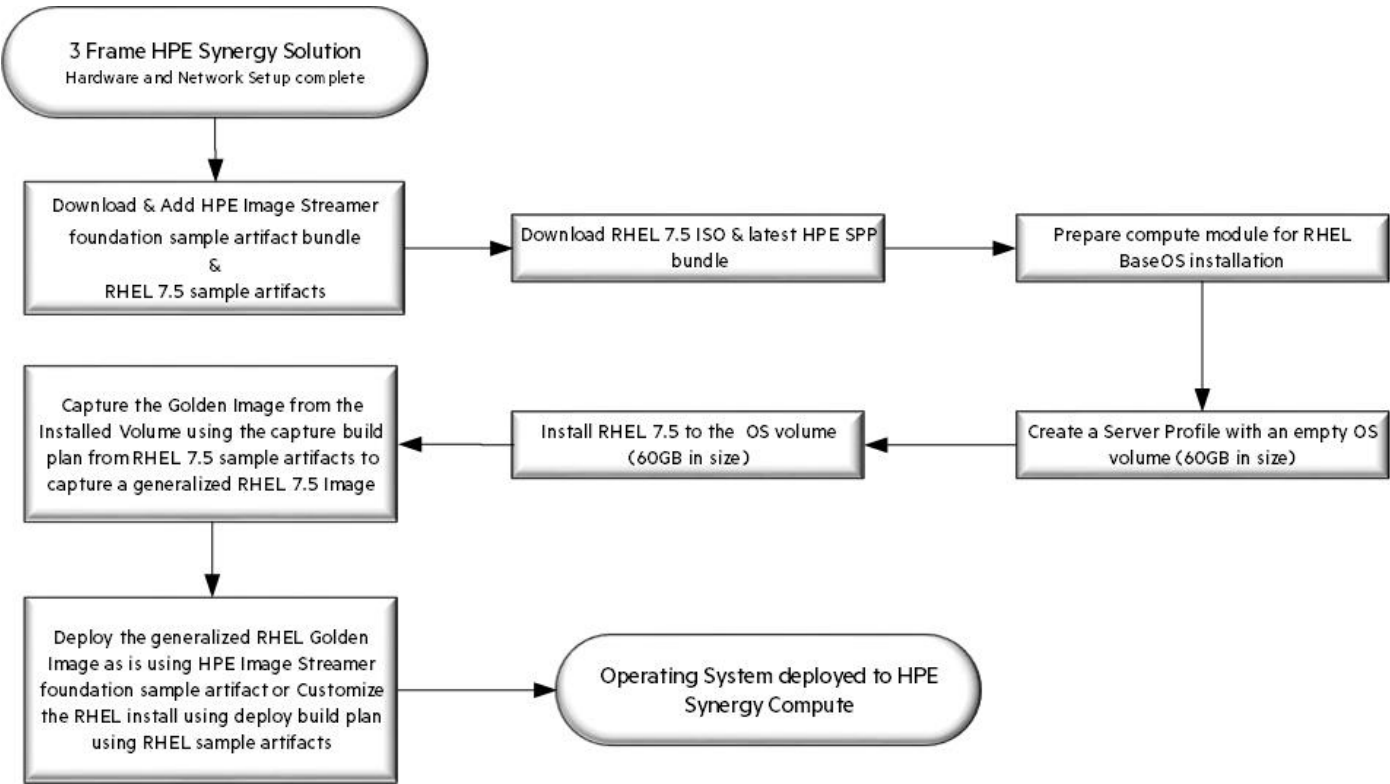 3 Frame HPE Synergy Solution
Hardware and Network Setup complete
Download & Add HPE Image Streamer
foundation sample artifact bundle
&
RHEL 7.5 sample artifacts
Download RHEL 7.5 ISO & latest HPE SPP
bundle
Prepare compute module for RHEL
BaseOS installation
Create a Server Profile with an empty OS
volume (60GB in size)
Install RHEL 7.5 to the OS volume
(60GB in size)
Capture the Golden Image from the
Installed Volume using the capture build
plan from RHEL 7.5 sample artifacts to
capture a generalized RHEL 7.5 Image
Deploy the generalized RHEL Golden
Image as is using HPE Image Streamer
foundation sample artifact or Customize
the RHEL install using deploy build plan
using RHEL sample artifacts
Operating System deployed to HPE
Synergy Compute